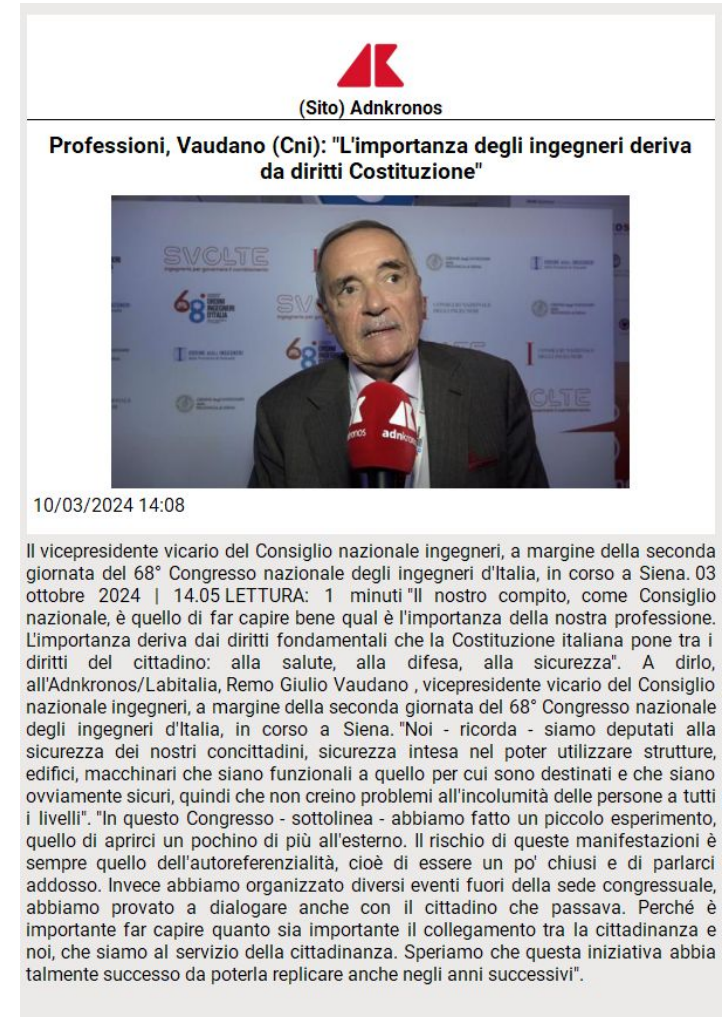 (Sito) Adnkronos
Professioni, Vaudano (Cni): "L'importanza degli ingegneri deriva
da diritti Costituzione"
SVOLTE
68°
adnkronos
10/03/2024 14:08
Il vicepresidente vicario del Consiglio nazionale ingegneri, a margine della seconda
giornata del 68° Congresso nazionale degli ingegneri d'Italia, in corso a Siena. 03
ottobre 2024 | 14.05 LETTURA: 1 minuti "Il nostro compito, come Consiglio
nazionale, è quello di far capire bene qual è l'importanza della nostra professione.
L'importanza deriva dai diritti fondamentali che la Costituzione italiana pone tra i
diritti del cittadino: alla salute, alla difesa, alla sicurezza". A dirlo,
all'Adnkronos/Labitalia, Remo Giulio Vaudano , vicepresidente vicario del Consiglio
nazionale ingegneri, a margine della seconda giornata del 68° Congresso nazionale
degli ingegneri d'Italia, in corso a Siena. "Noi - ricorda - siamo deputati alla
sicurezza dei nostri concittadini, sicurezza intesa nel poter utilizzare strutture,
edifici, macchinari che siano funzionali a quello per cui sono destinati e che siano
ovviamente sicuri, quindi che non creino problemi all'incolumità delle persone a tutti
i livelli". "In questo Congresso - sottolinea - abbiamo fatto un piccolo esperimento,
quello di aprirci un pochino di più all'esterno. Il rischio di queste manifestazioni è
sempre quello dell'autoreferenzialità, cioè di essere un po' chiusi e di parlarci
addosso. Invece abbiamo organizzato diversi eventi fuori della sede congressuale,
abbiamo provato a dialogare anche con il cittadino che passava. Perché è
importante far capire quanto sia importante il collegamento tra la cittadinanza e
noi, che siamo al servizio della cittadinanza. Speriamo che questa iniziativa abbia
talmente successo da poterla replicare anche negli anni successivi".